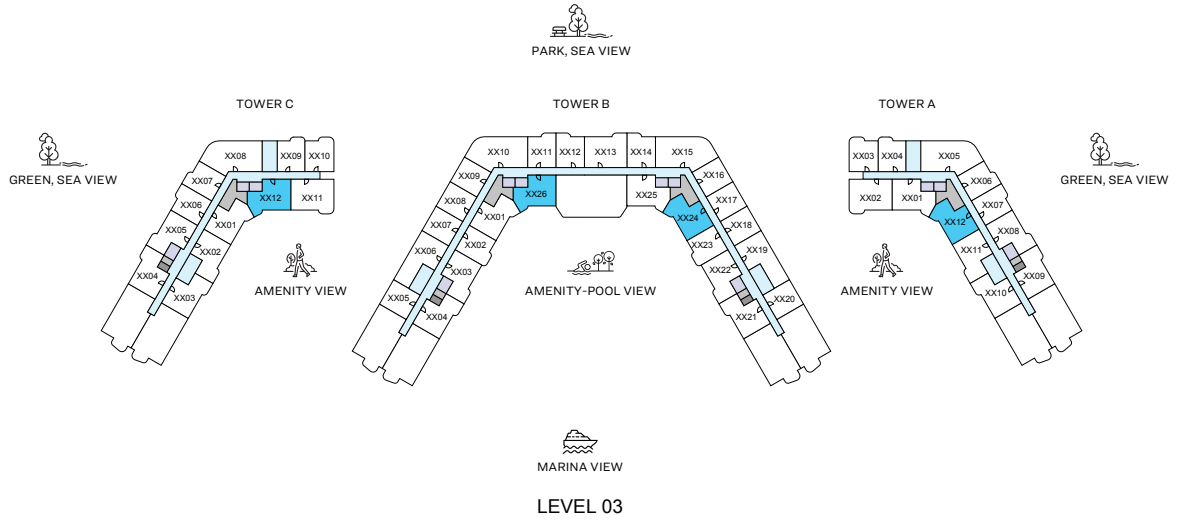 PARK, SEA VIEW
TOWER C
TOWER B
TOWER A
GREEN, SEA VIEW
GREEN, SEA VIEW
XX08
XX09
XX10
XX07
XX12
XX11
XX06
XX01
XX05
XX02
XX04
XX03
AMENITY VIEW
XX10
XX11
XX12
XX13
XX14
XX15
XX09
XX26
XX25
XX16
XX08
XX01
XX24
XX17
XX07
XX02
XX23
XX18
XX06
XX03
XX22
XX19
XX05
XX04
XX21
XX20
AMENITY-POOL VIEW
XX03
XX04
XX05
XX02
XX01
XX06
XX12
XX07
XX11
XX08
XX10
XX09
AMENITY VIEW
MARINA VIEW
LEVEL 03